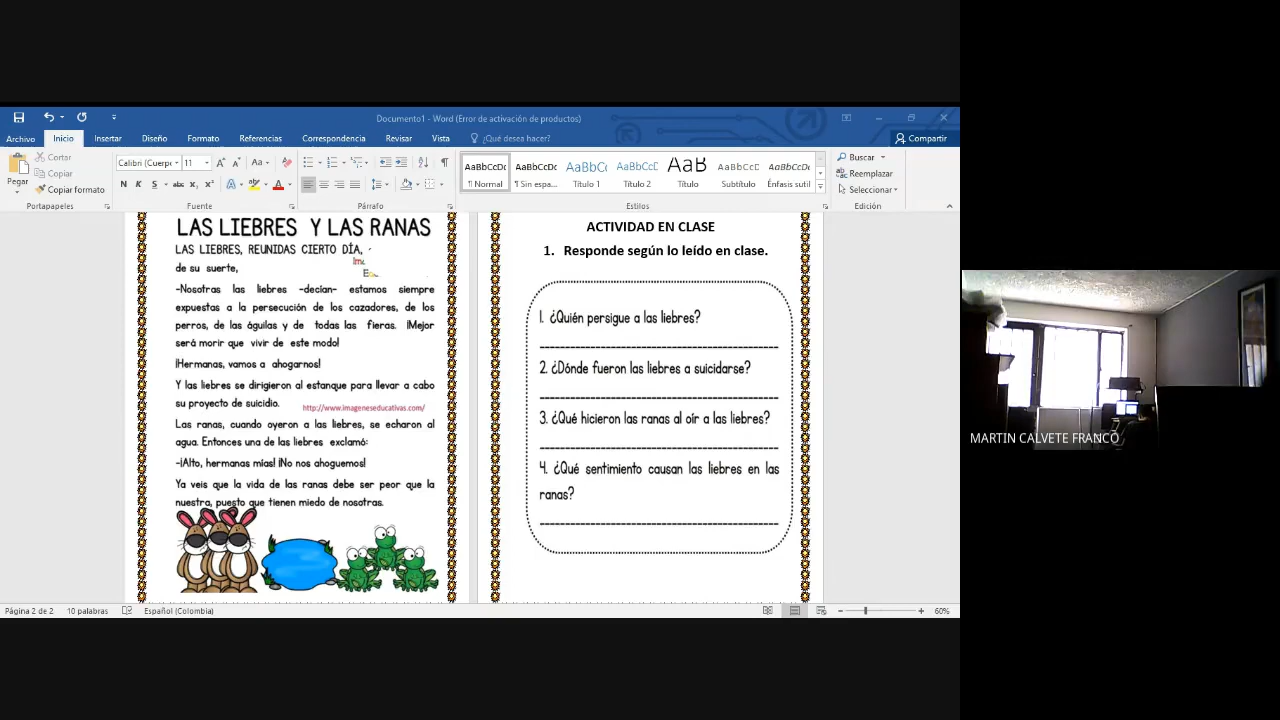 Documento1 - Word (Error de activación de productos)
Archivo Inicio Insertar Diseño Formato Referencias Correspondencia Revisar Vista ¿Qué desea hacer? Compartir
Pegar
Cortar
Copiar
Copiar formato
Portapapeles
Calibri (Cuerpo 11
N K S abc x₂ x²
Fuente
Párrafo
AaBbCcDc AaBbCcDc AaBbCc AaBbCcD AaB AaBbCcD AaBbCcDc
¶ Normal ¶ Sin espa... Título 1 Título 2 Título Subtítulo Énfasis sutil
Estilos
Buscar
Reemplazar
Seleccionar
Edición
LAS LIEBRES Y LAS RANAS
LAS LIEBRES, REUNIDAS CIERTO DÍA,
de su suerte,
-Nosotras las liebres -decían- estamos siempre
expuestas a la persecución de los cazadores, de los
perros, de las águilas y de todas las fieras. ¡Mejor
será morir que vivir de este modo!
¡Hermanas, vamos a ahogarnos!
Y las liebres se dirigieron al estanque para llevar a cabo
su proyecto de suicidio.
http://www.imageneseducativas.com/
Las ranas, cuando oyeron a las liebres, se echaron al
agua. Entonces una de las liebres exclamó:
-¡Alto, hermanas mías! ¡No nos ahoguemos!
Ya veis que la vida de las ranas debe ser peor que la
nuestra, puesto que tienen miedo de nosotras.
ACTIVIDAD EN CLASE
1. Responde según lo leído en clase.
1. ¿Quién persigue a las liebres?
2. ¿Dónde fueron las liebres a suicidarse?
3. ¿Qué hicieron las ranas al oír a las liebres?
4. ¿Qué sentimiento causan las liebres en las
ranas?
Página 2 de 2 10 palabras Español (Colombia) 60%
MARTIN CALVETE FRANCO